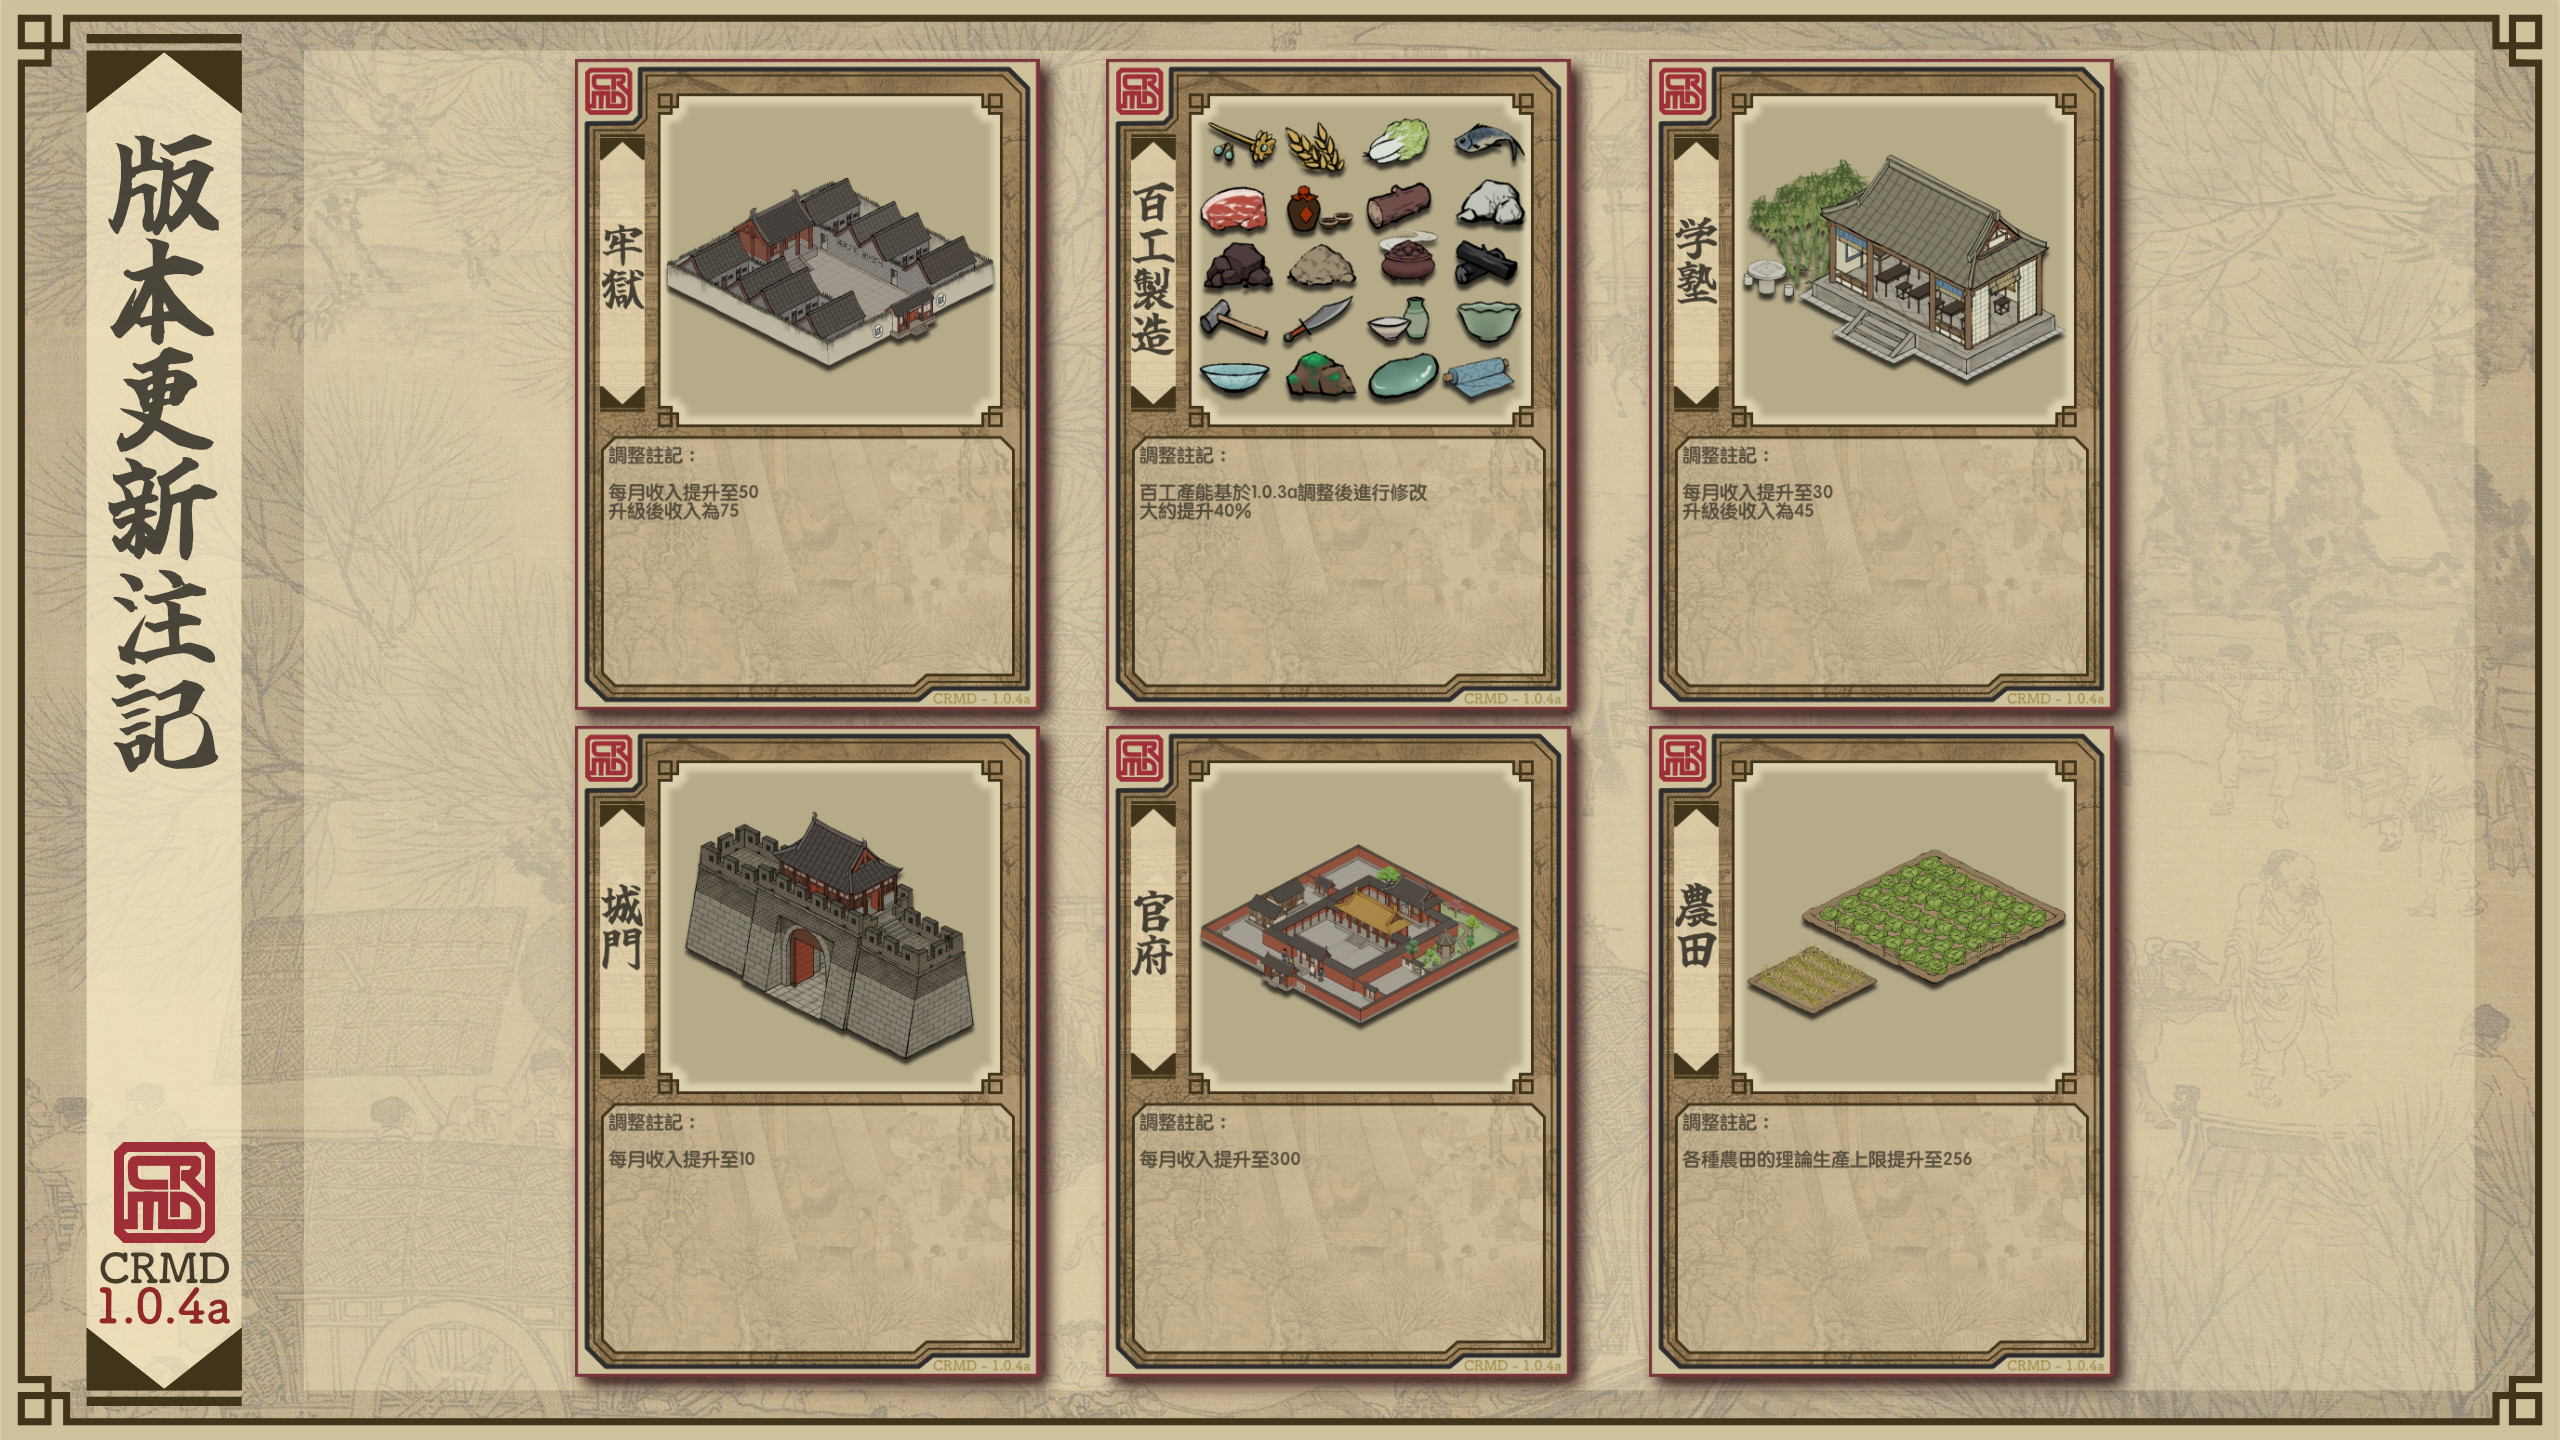 版本更新注記
CRMD
CRMD
1.0.4a
CRMD
牢獄
調整註記：
每月收入提升至50
升級後收入為75
CRMD - 1.0.4a
CRMD
百工製造
調整註記：
百工產能基於1.0.3a調整後進行修改
大約提升40%
CRMD - 1.0.4a
CRMD
学塾
調整註記：
每月收入提升至30
升級後收入為45
CRMD - 1.0.4a
CRMD
城門
調整註記：
每月收入提升至10
CRMD - 1.0.4a
CRMD
官府
調整註記：
每月收入提升至300
CRMD - 1.0.4a
CRMD
農田
調整註記：
各種農田的理論生產上限提升至256
CRMD - 1.0.4a